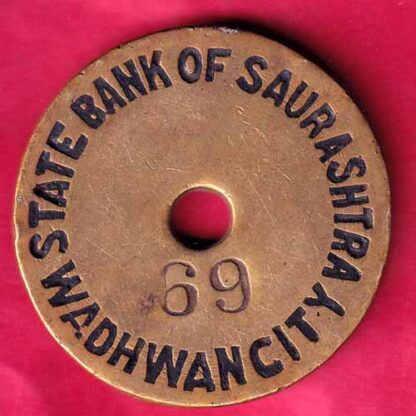 STATE BANK OF SAURASHTRA
69
WADHWAN CITY